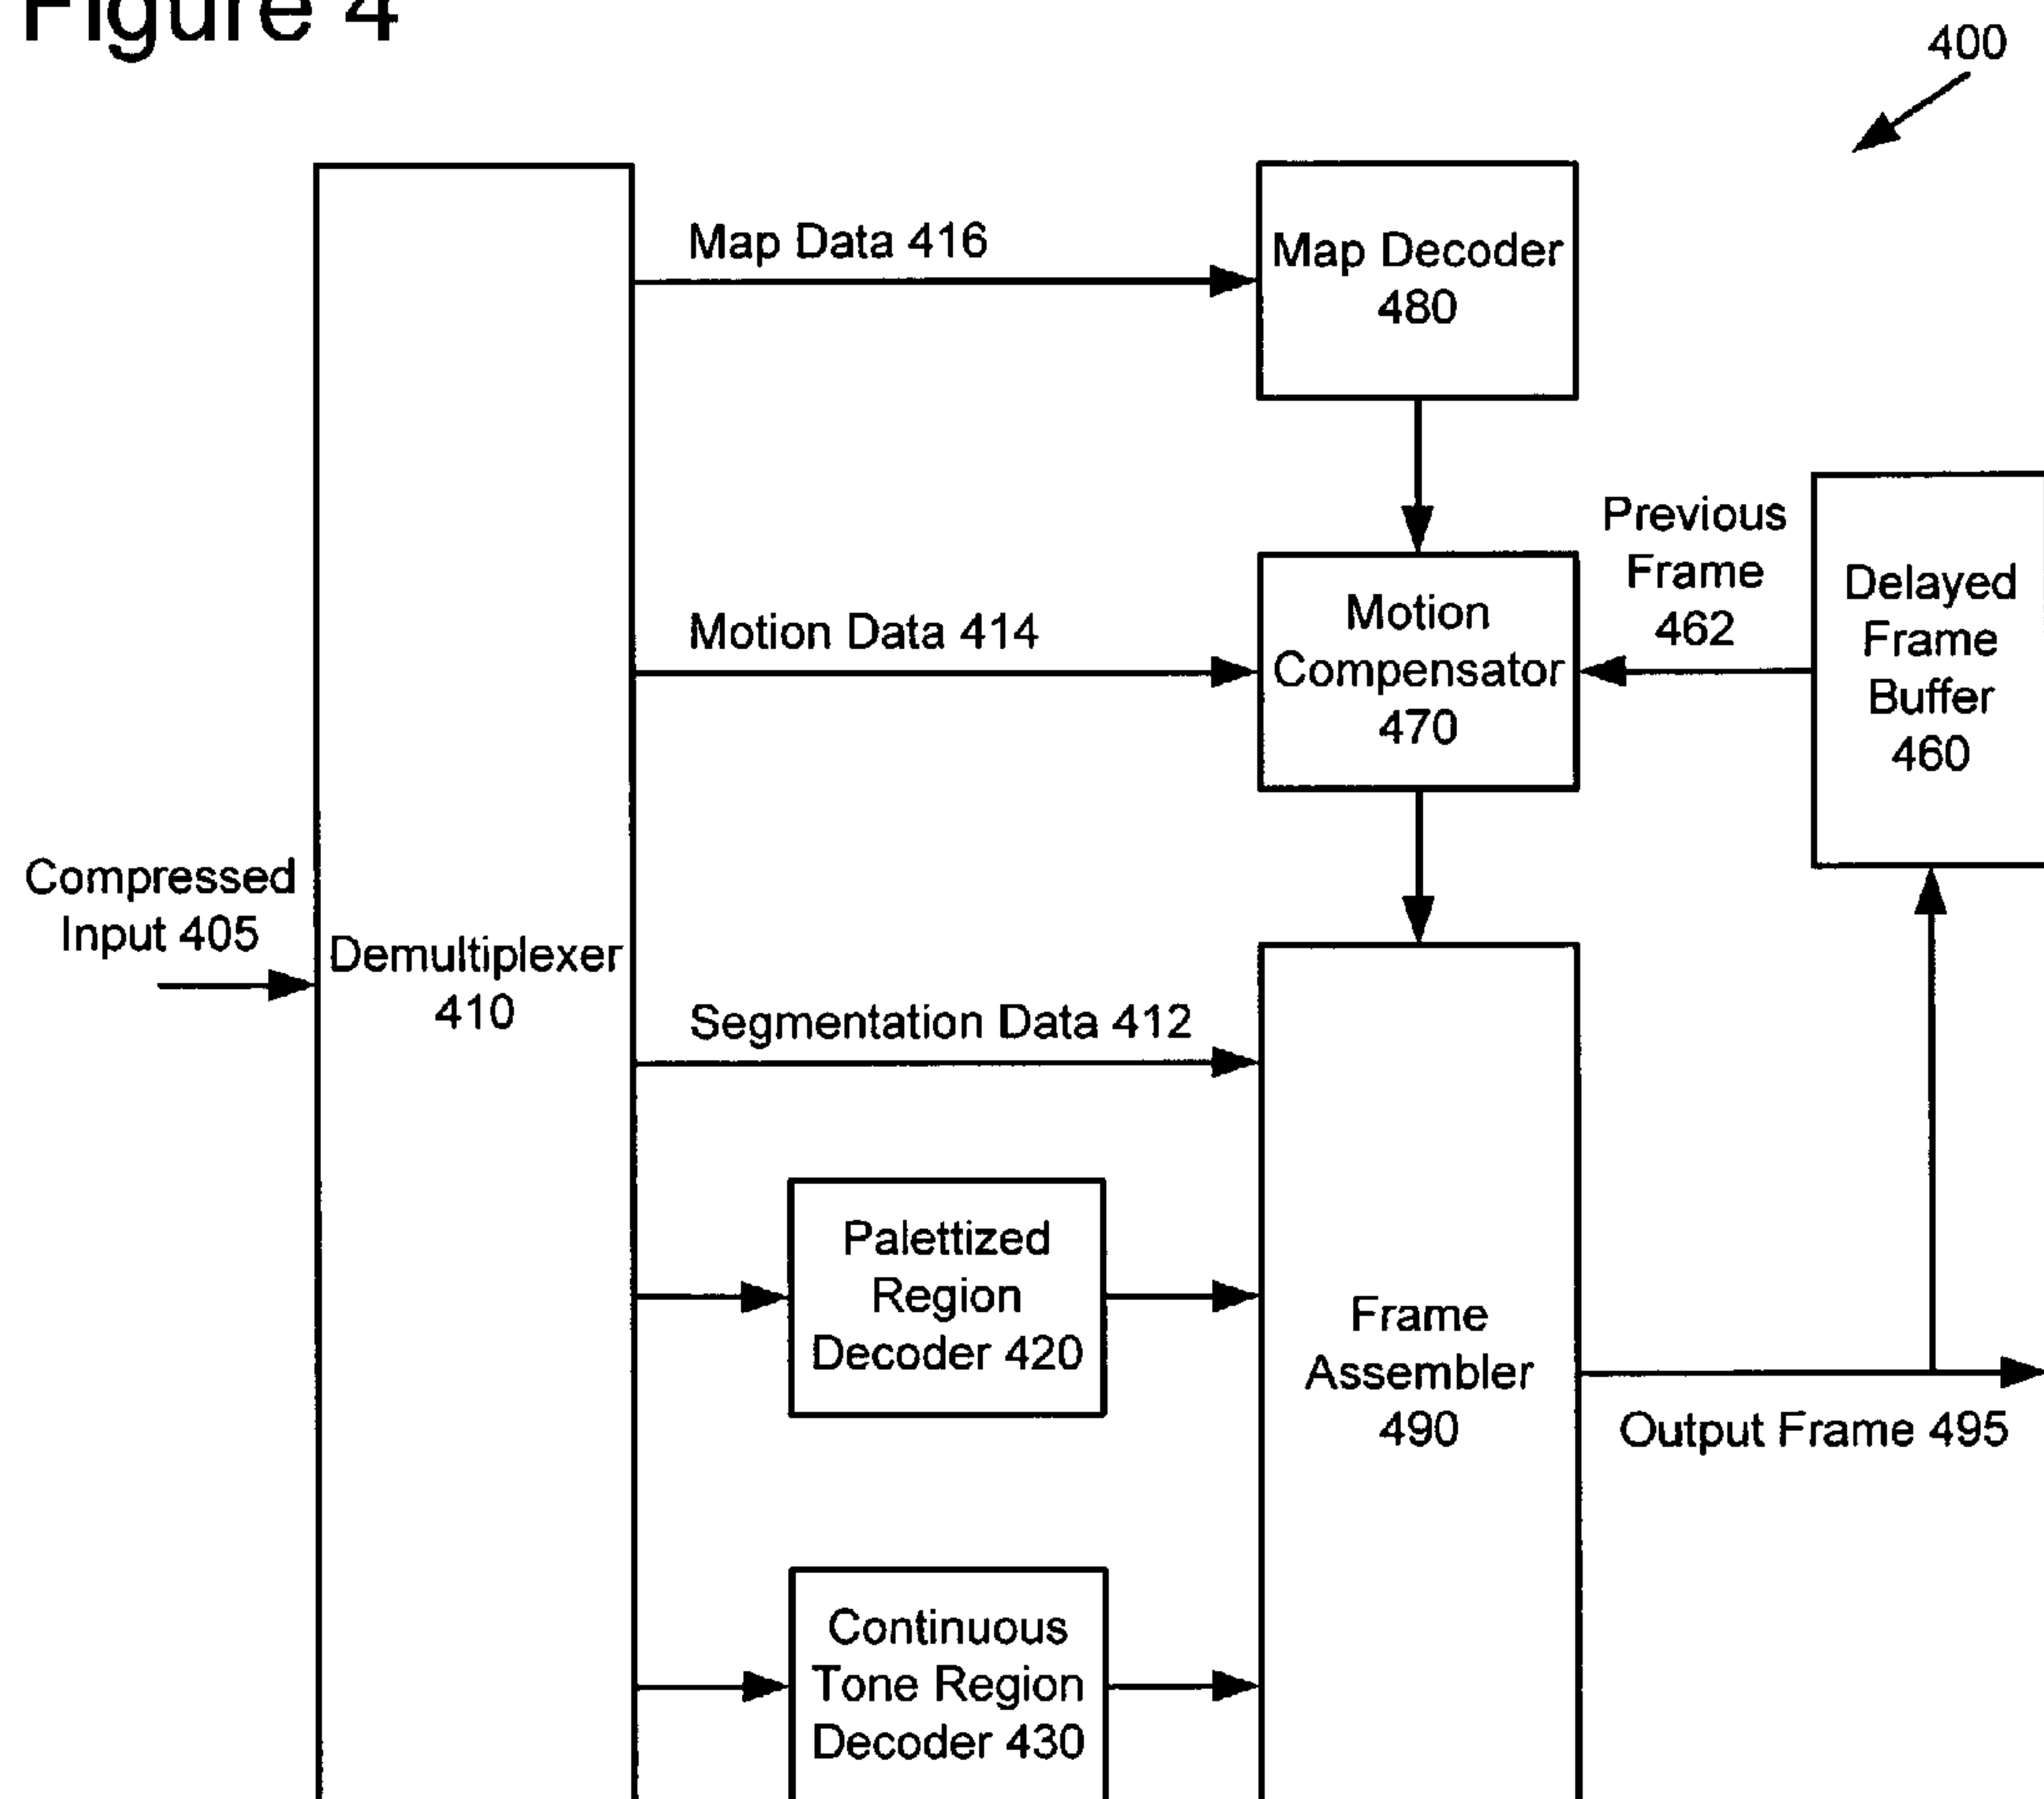 Figure 4
400
Map Data 416
Map Decoder
480
Previous
Frame
462
Delayed
Frame
Buffer
460
Motion Data 414
Motion
Compensator
470
Compressed
Input 405
Demultiplexer
410
Segmentation Data 412
Palettized
Region
Decoder 420
Frame
Assembler
490
Output Frame 495
Continuous
Tone Region
Decoder 430